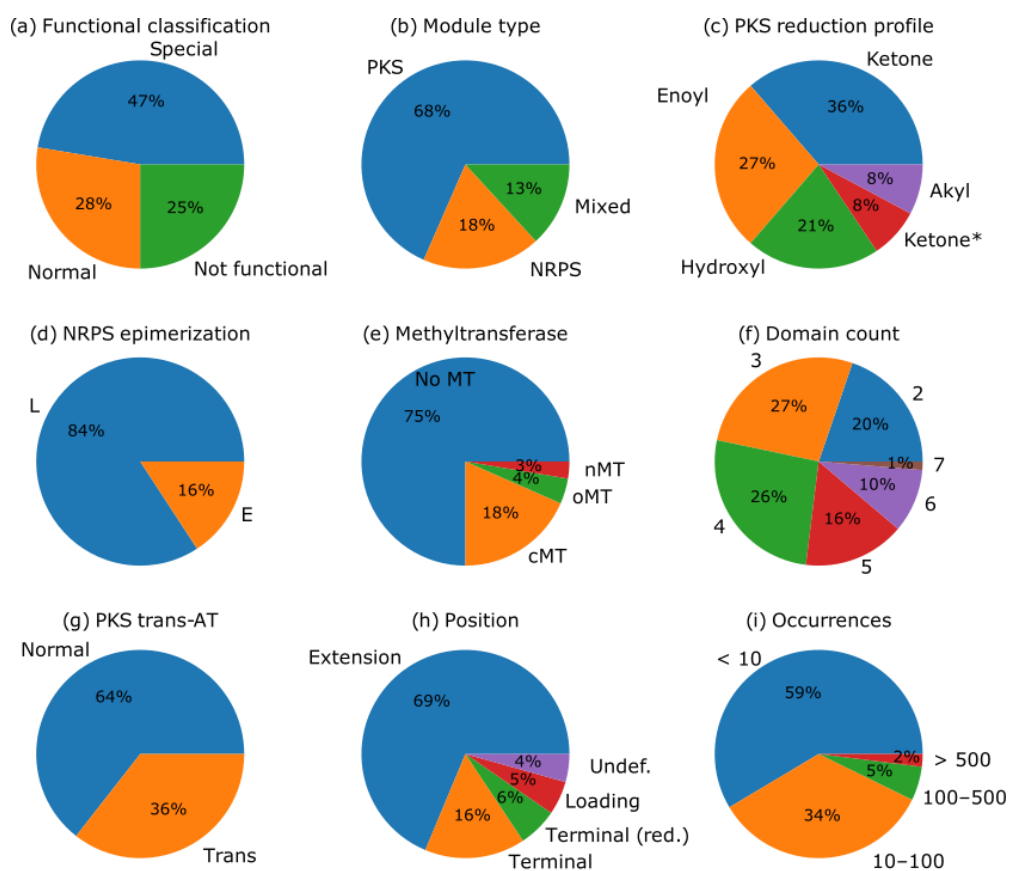 (a) Functional classification
Special
47%
28%
25%
Normal
Not functional
(b) Module type
PKS
68%
13%
18%
Mixed
NRPS
(c) PKS reduction profile
Ketone
Enoyl
36%
27%
8%
8%
21%
Akyl
Ketone*
Hydroxyl
(d) NRPS epimerization
L
84%
16%
E
(e) Methyltransferase
No MT
75%
3%
4%
18%
nMT
oMT
cMT
(f) Domain count
3
2
27%
20%
1%
7
10%
26%
16%
6
4
5
(g) PKS trans-AT
Normal
64%
36%
Trans
(h) Position
Extension
69%
4%
5%
6%
16%
Undef.
Loading
Terminal (red.)
Terminal
(i) Occurrences
< 10
59%
2%
5%
34%
> 500
100–500
10–100